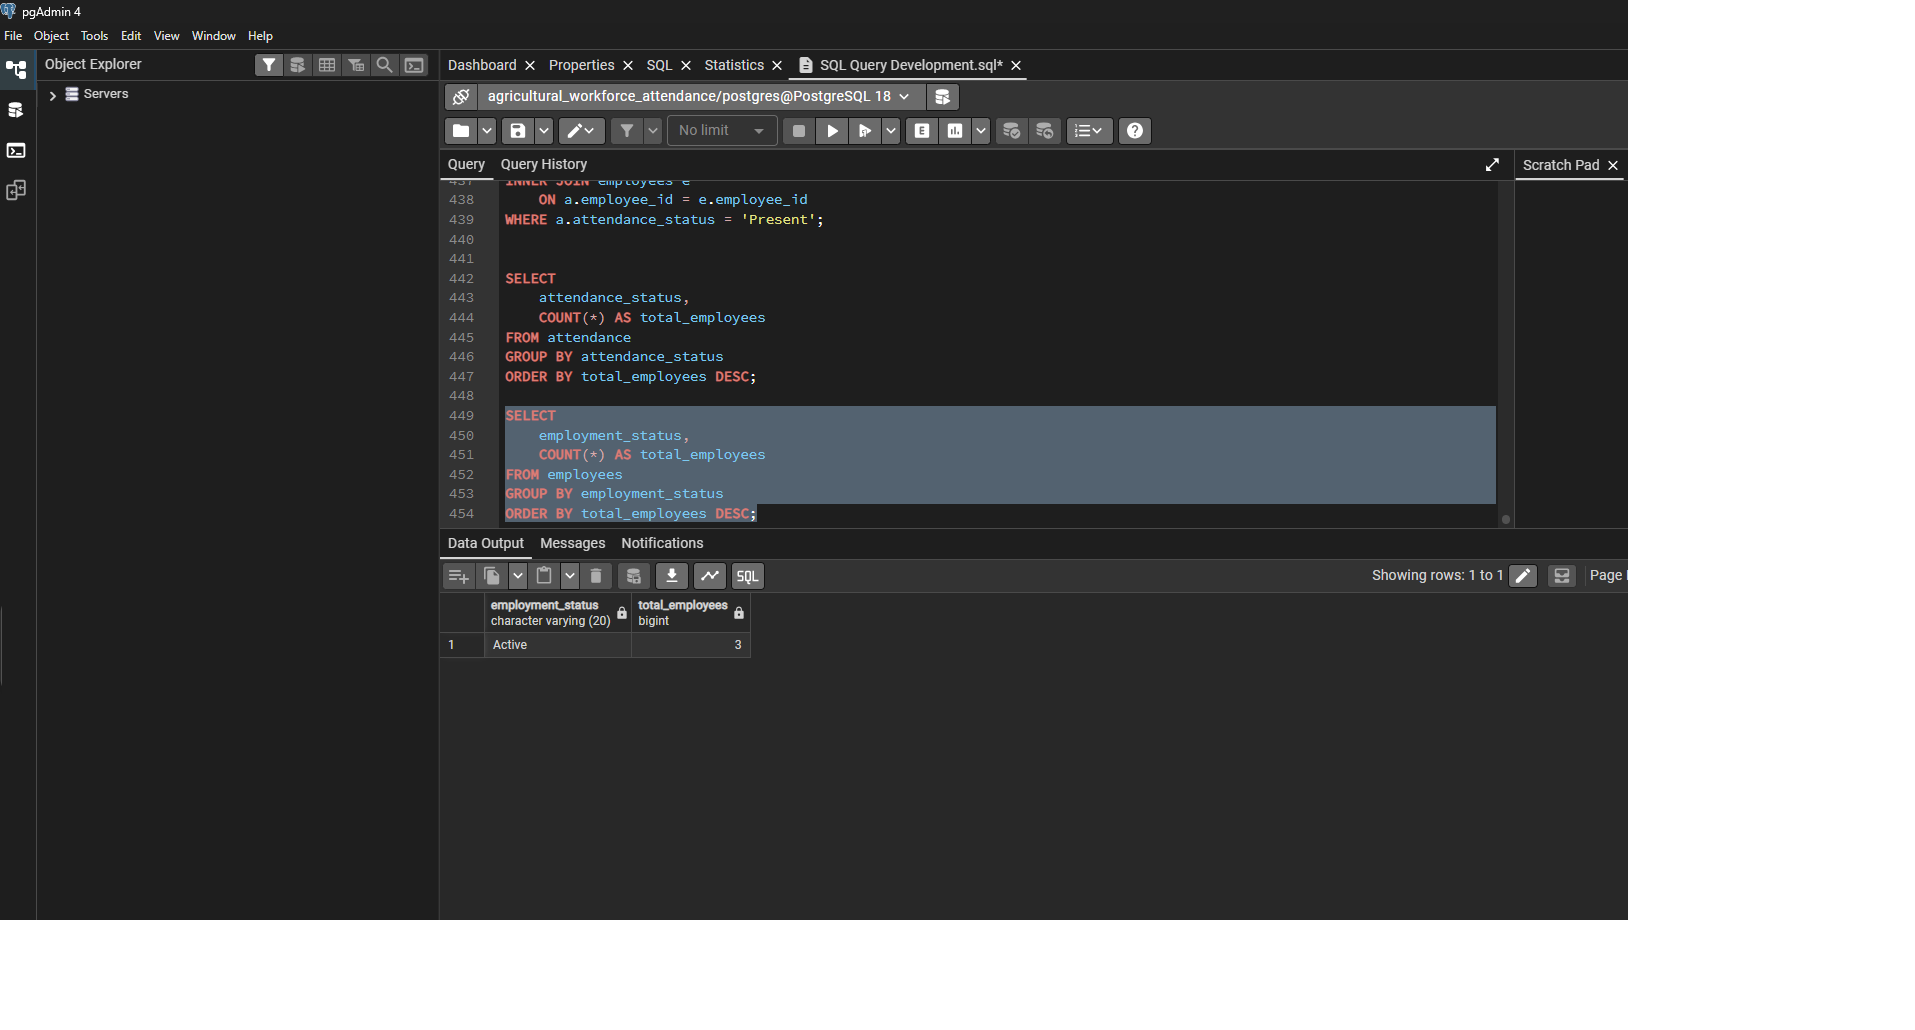 pgAdmin 4
File Object Tools Edit View Window Help
Object Explorer
Servers
Dashboard Properties SQL Statistics SQL Query Development.sql*
agricultural_workforce_attendance/postgres@PostgreSQL 18
No limit
E
Query Query History
Scratch Pad
437 INNER JOIN employees e
438 ON a.employee_id = e.employee_id
439 WHERE a.attendance_status = 'Present';
440
441
442 SELECT
443 attendance_status,
444 COUNT(*) AS total_employees
445 FROM attendance
446 GROUP BY attendance_status
447 ORDER BY total_employees DESC;
448
449 SELECT
450 employment_status,
451 COUNT(*) AS total_employees
452 FROM employees
453 GROUP BY employment_status
454 ORDER BY total_employees DESC;
Data Output Messages Notifications
SQL
Showing rows: 1 to 1
Page
employment_status total_employees
character varying (20) bigint
1 Active 3